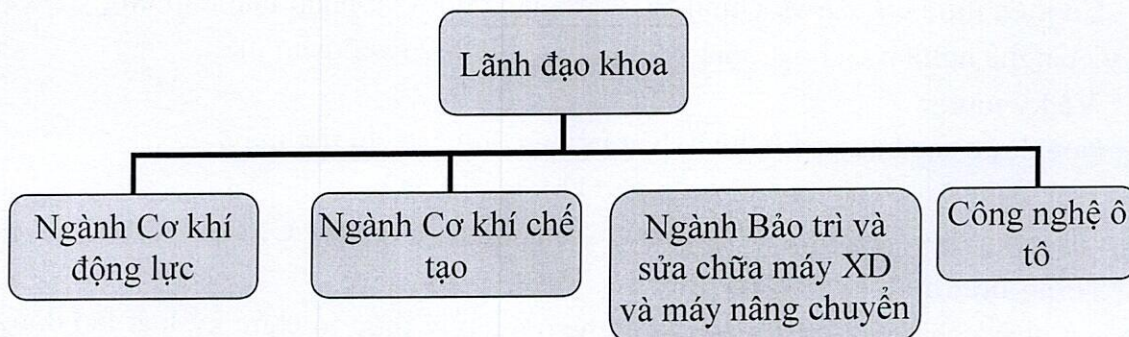 Lãnh đạo khoa
Ngành Cơ khí
động lực
Ngành Cơ khí chế
tạo
Ngành Bảo trì và
sửa chữa máy XD
và máy nâng chuyển
Công nghệ ô
tô